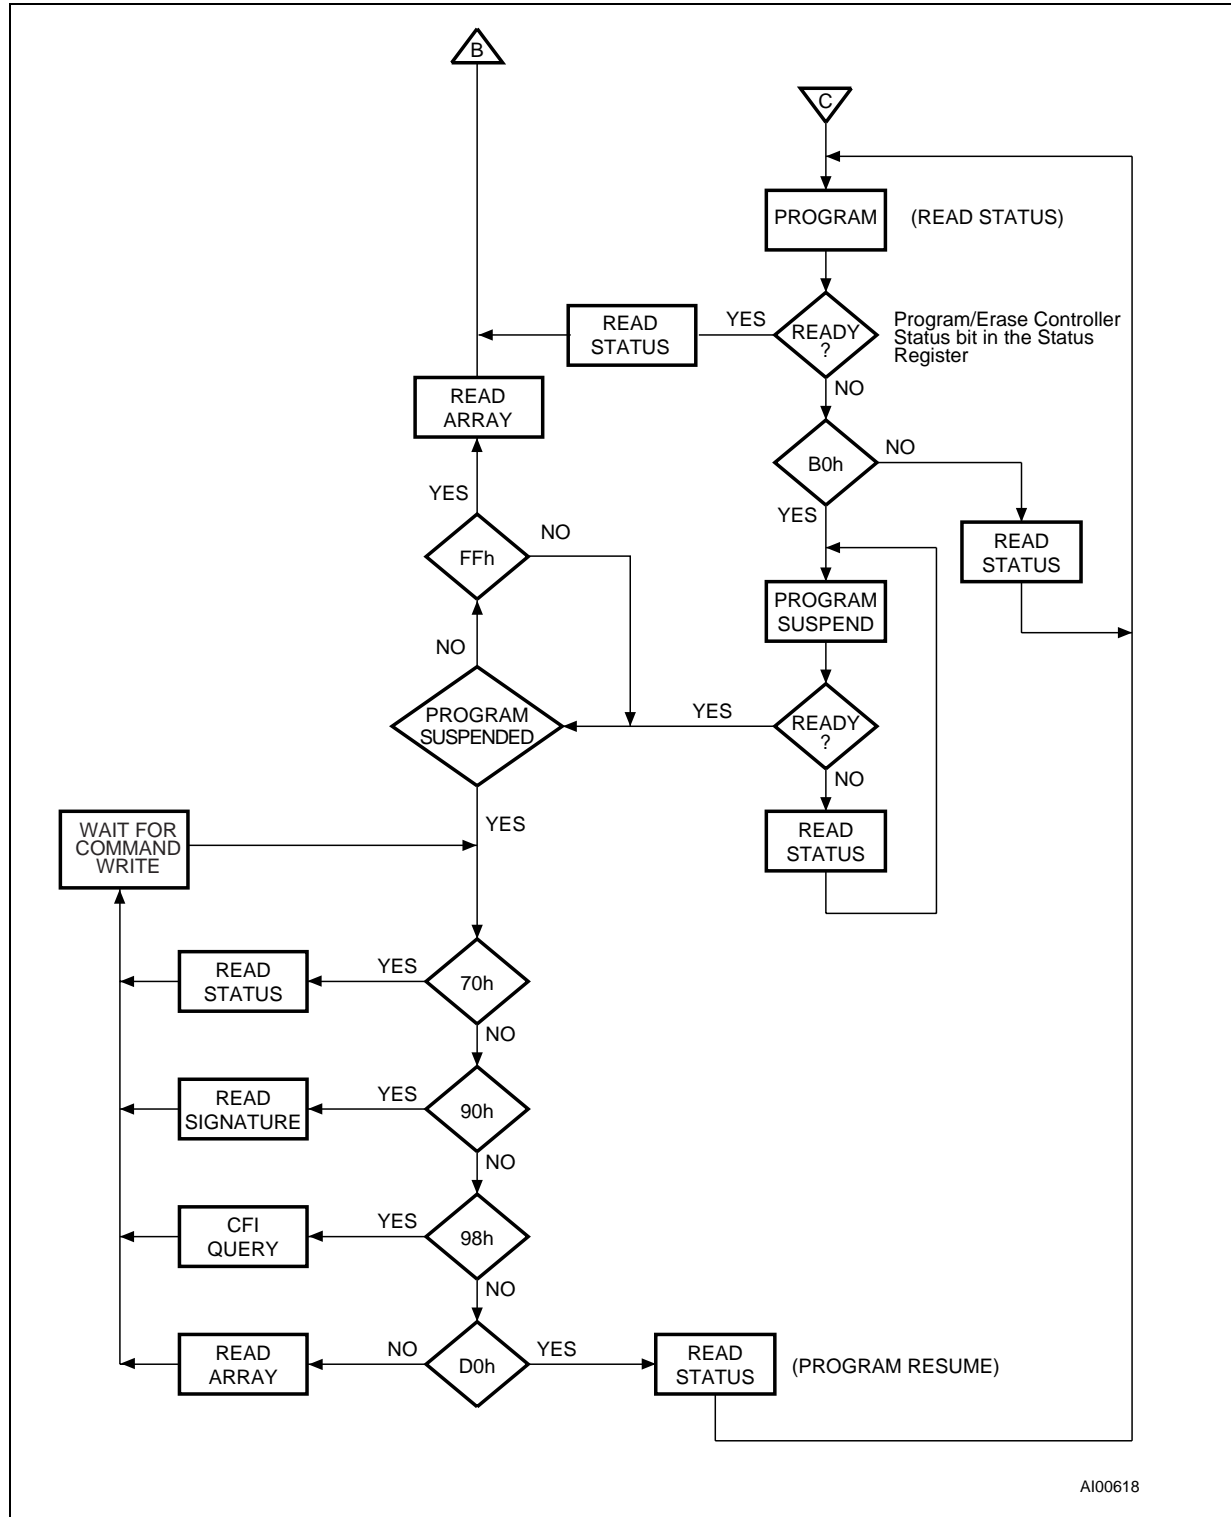 B
C
PROGRAM
(READ STATUS)
READ
STATUS
YES
READY
?
Program/Erase Controller
Status bit in the Status
Register
NO
READ
ARRAY
B0h
NO
YES
YES
FFh
NO
READ
STATUS
PROGRAM
SUSPEND
NO
PROGRAM
SUSPENDED
YES
READY
?
NO
YES
READ
STATUS
WAIT FOR
COMMAND
WRITE
READ
STATUS
YES
70h
NO
READ
SIGNATURE
YES
90h
NO
CFI
QUERY
YES
98h
NO
READ
ARRAY
NO
D0h
YES
READ
STATUS
(PROGRAM RESUME)
AI00618